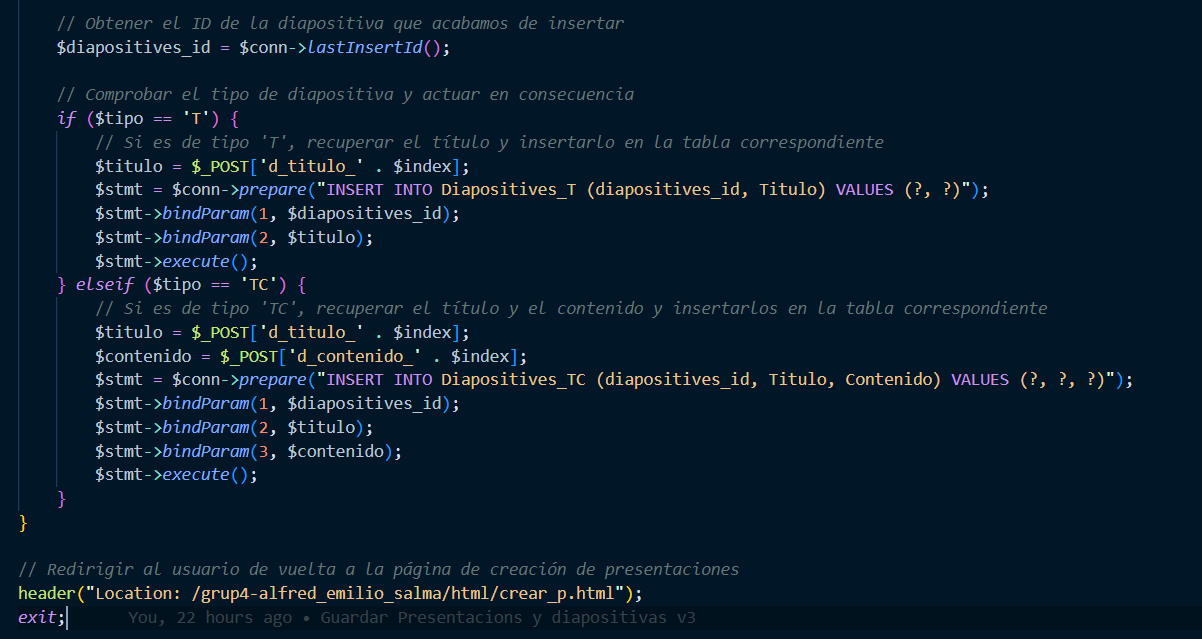 // Obtener el ID de la diapositiva que acabamos de insertar
$diapositives_id = $conn->lastInsertId();
// Comprobar el tipo de diapositiva y actuar en consecuencia
if ($tipo == 'T') {
// Si es de tipo 'T', recuperar el título y insertarlo en la tabla correspondiente
$titulo = $_POST['d_titulo_' . $index];
$stmt = $conn->prepare("INSERT INTO Diapositives_T (diapositives_id, Titulo) VALUES (?, ?)");
$stmt->bindParam(1, $diapositives_id);
$stmt->bindParam(2, $titulo);
$stmt->execute();
} elseif ($tipo == 'TC') {
// Si es de tipo 'TC', recuperar el título y el contenido y insertarlos en la tabla correspondiente
$titulo = $_POST['d_titulo_' . $index];
$contenido = $_POST['d_contenido_' . $index];
$stmt = $conn->prepare("INSERT INTO Diapositives_TC (diapositives_id, Titulo, Contenido) VALUES (?, ?, ?)");
$stmt->bindParam(1, $diapositives_id);
$stmt->bindParam(2, $titulo);
$stmt->bindParam(3, $contenido);
$stmt->execute();
}
}
// Redirigir al usuario de vuelta a la página de creación de presentaciones
header("Location: /grup4-alfred_emilio_salma/html/crear_p.html");
exit; You, 22 hours ago • Guardar Presentacions y diapositivas v3